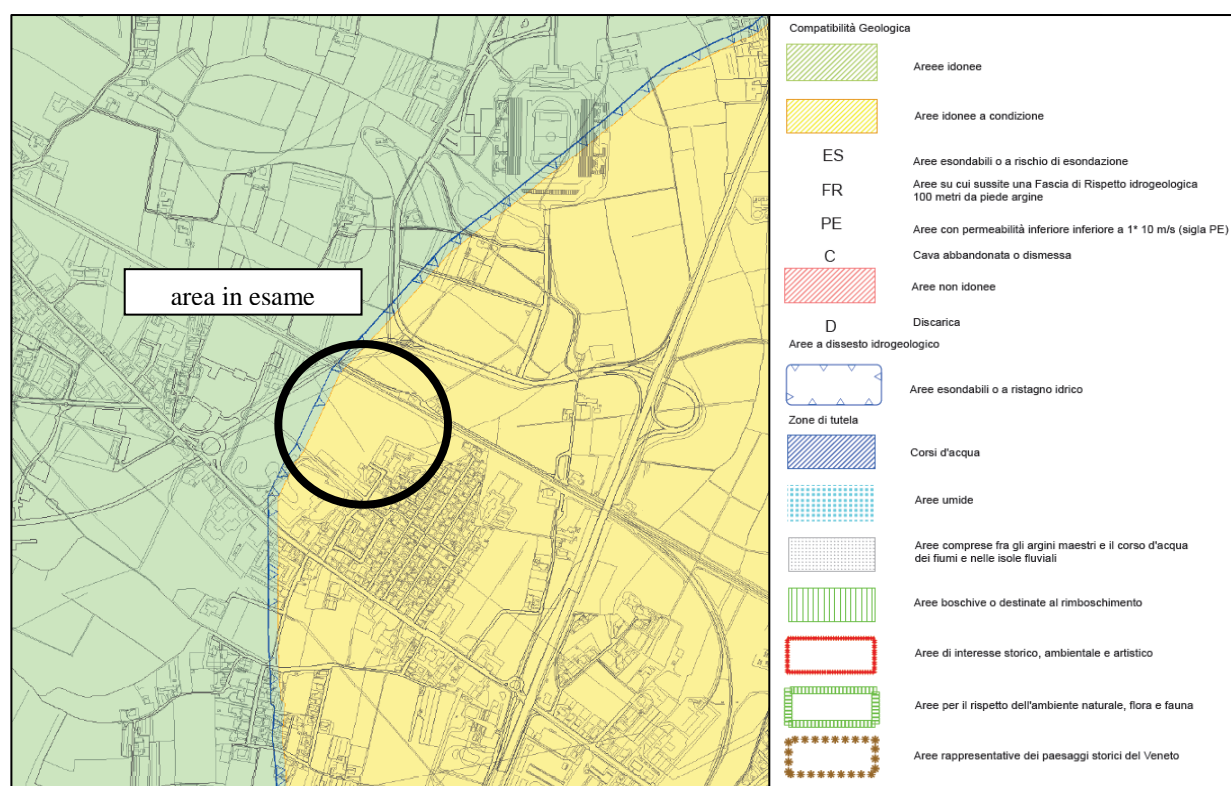 area in esame
Compatibilità Geologica
Areee idonee
Aree idonee a condizione
ES
Aree esondabili o a rischio di esondazione
FR
Aree su cui sussite una Fascia di Rispetto idrogeologica
100 metri da piede argine
PE
Aree con permeabilità inferiore inferiore a 1* 10 m/s (sigla PE)
C
Cava abbandonata o dismessa
Aree non idonee
D
Discarica
Aree a dissesto idrogeologico
Aree esondabili o a ristagno idrico
Zone di tutela
Corsi d'acqua
Aree umide
Aree comprese fra gli argini maestri e il corso d'acqua
dei fiumi e nelle isole fluviali
Aree boschive o destinate al rimboschimento
Aree di interesse storico, ambientale e artistico
Aree per il rispetto dell'ambiente naturale, flora e fauna
Aree rappresentative dei paesaggi storici del Veneto